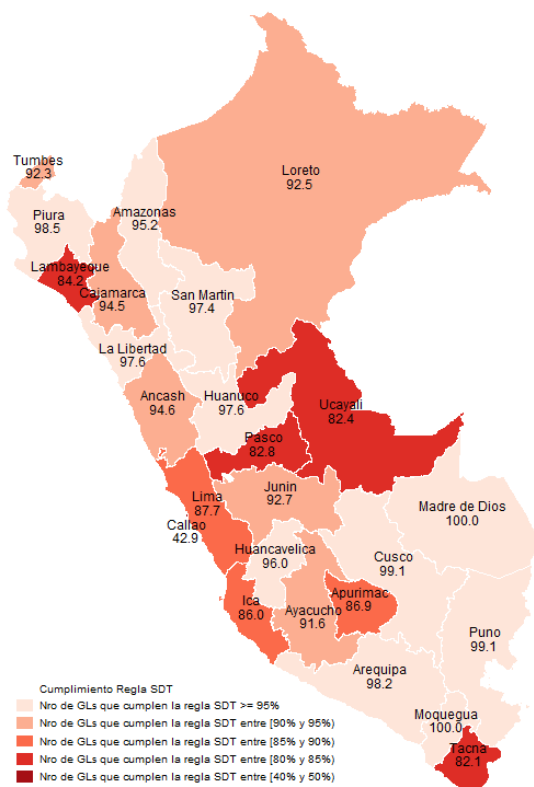 Tumbes
92.3
Loreto
92.5
Piura
98.5
Amazonas
95.2
Lambayeque
84.2
Cajamarca
94.5
San Martin
97.4
La Libertad
97.6
Ancash
94.6
Huanuco
97.6
Ucayali
82.4
Pasco
82.8
Lima
87.7
Callao
42.9
Junin
92.7
Madre de Dios
100.0
Huancavelica
96.0
Cusco
99.1
Ica
86.0
Ayacucho
91.6
Apurimac
86.9
Puno
99.1
Arequipa
98.2
Moquegua
100.0
Tacna
82.1
Cumplimiento Regla SDT
Nro de GLs que cumplen la regla SDT >= 95%
Nro de GLs que cumplen la regla SDT entre [90% y 95%)
Nro de GLs que cumplen la regla SDT entre [85% y 90%)
Nro de GLs que cumplen la regla SDT entre [80% y 85%)
Nro de GLs que cumplen la regla SDT entre [40% y 50%)